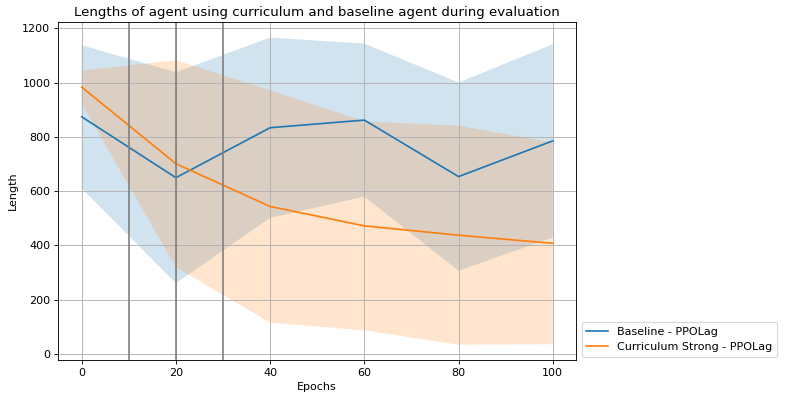 Lengths of agent using curriculum and baseline agent during evaluation
1200
1000
800
600
400
200
0
Length
0 20 40 60 80 100
Epochs
Baseline - PPOLag
Curriculum Strong - PPOLag